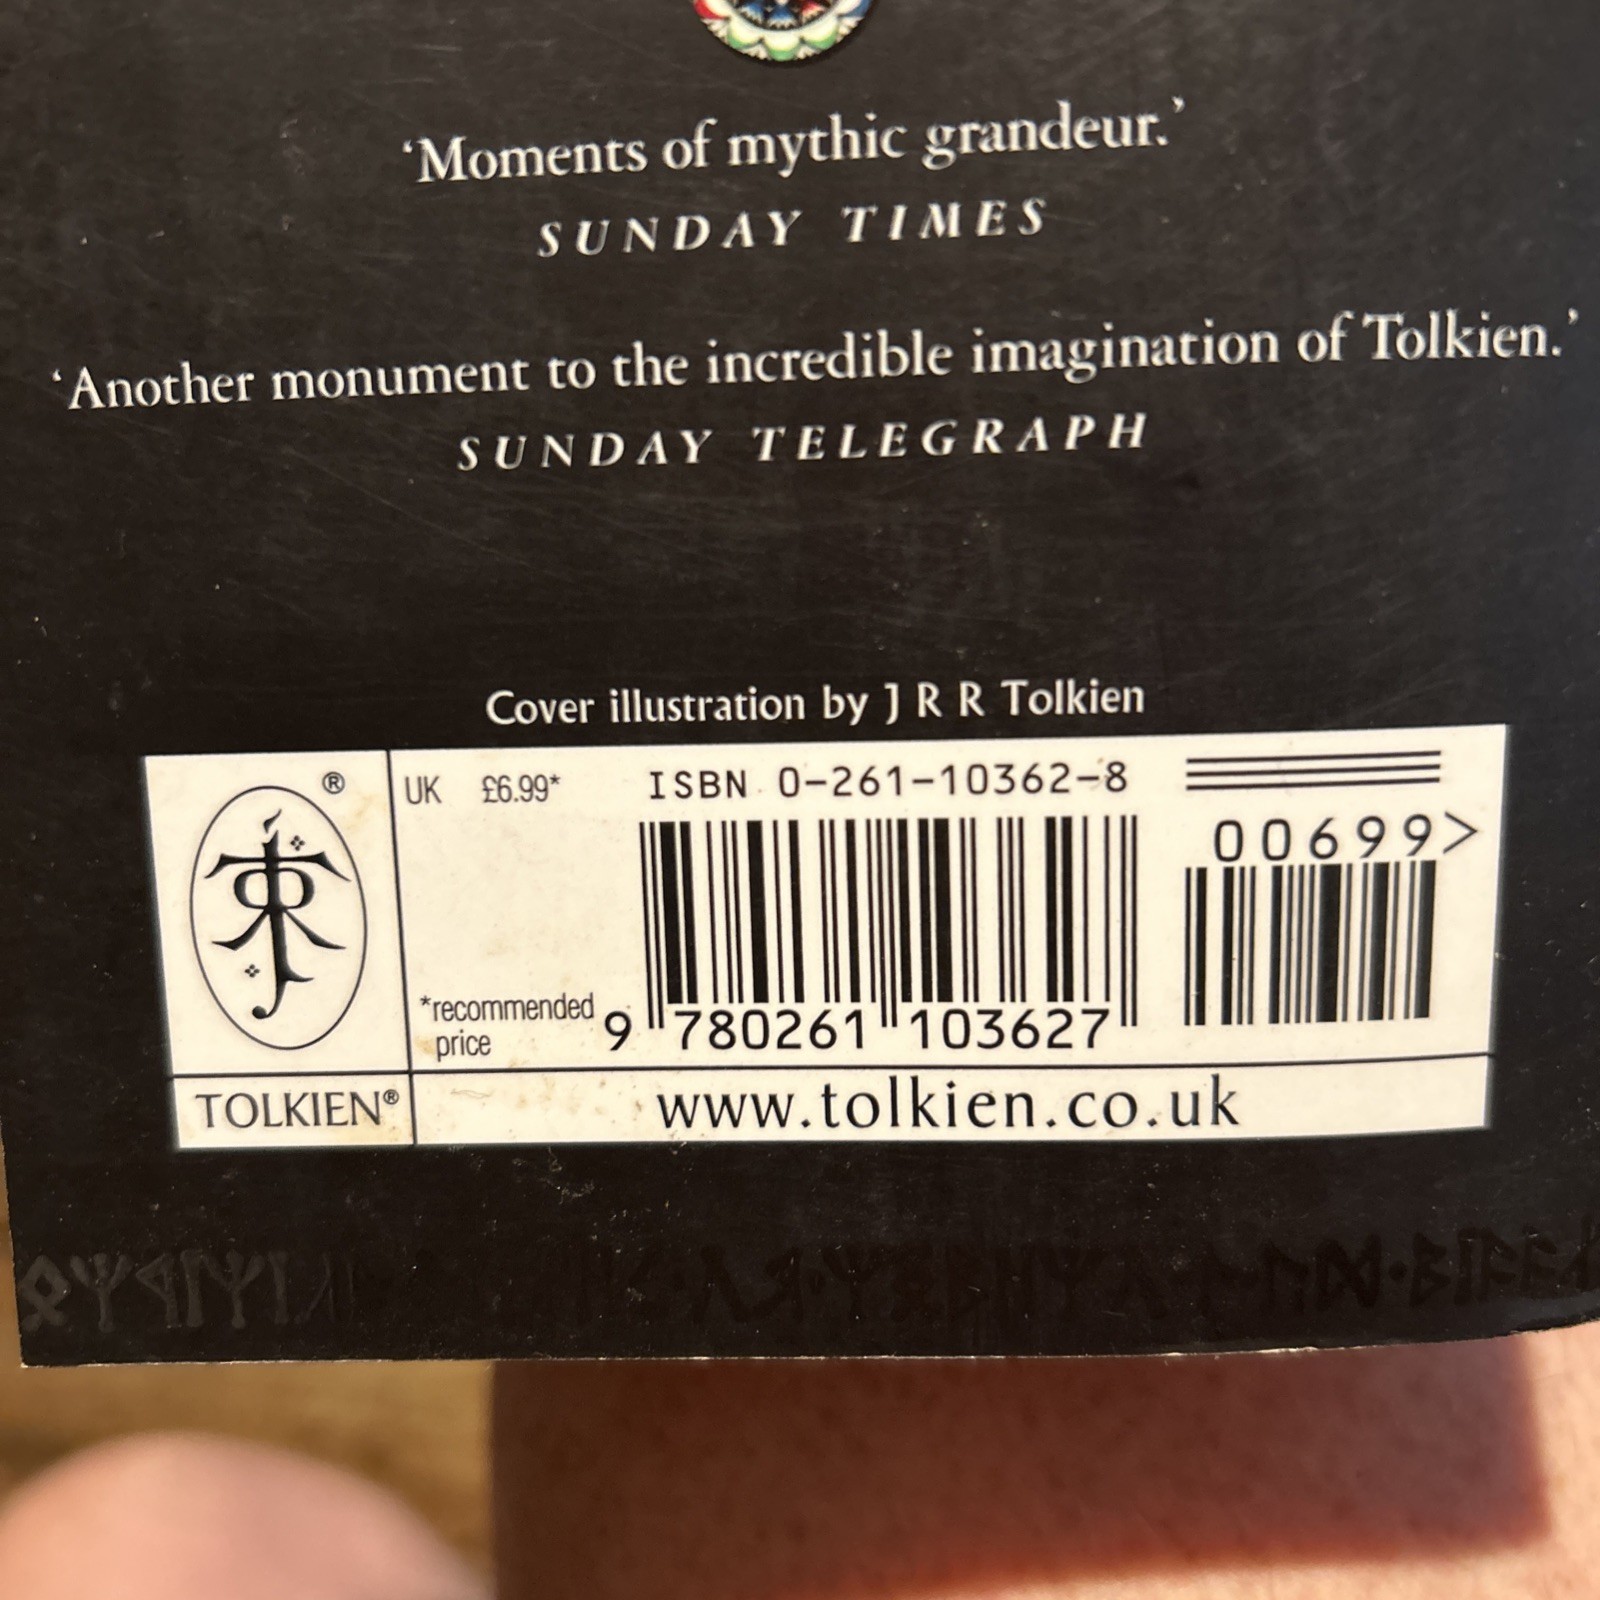 ‘Moments of mythic grandeur.’
SUNDAY TIMES
‘Another monument to the incredible imagination of Tolkien.’
SUNDAY TELEGRAPH
Cover illustration by J R R Tolkien
®
UK £6.99*
ISBN 0-261-10362-8
00699>
*recommended
price
9 780261 103627
TOLKIEN®
www.tolkien.co.uk